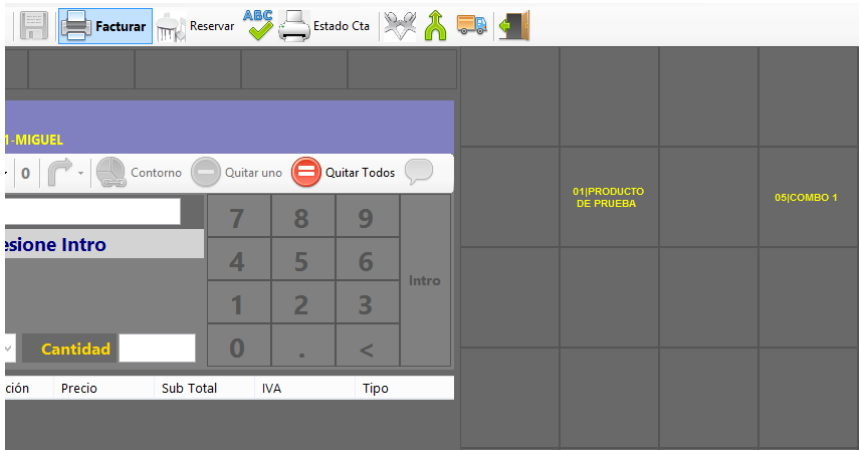 Facturar Reservar ABC Estado Cta
1-MIGUEL
0 Contorno Quitar uno Quitar Todos
esione Intro
7 8 9
4 5 6
Intro
1 2 3
0 . <
Cantidad
ción Precio Sub Total IVA Tipo
01|PRODUCTO
DE PRUEBA
05|COMBO 1